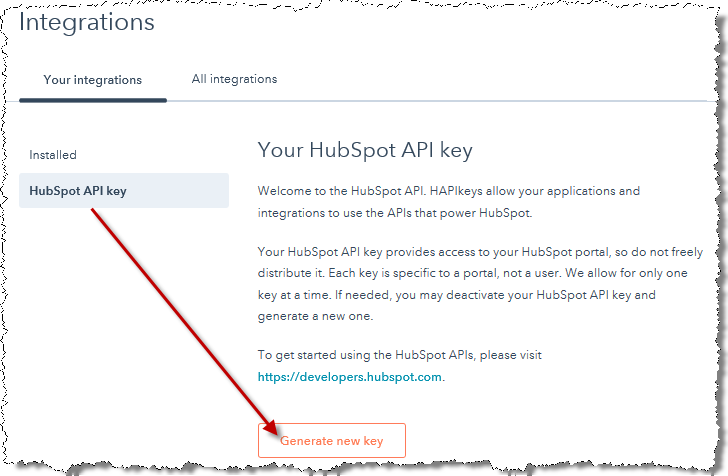 Integrations
Your integrations
All integrations
Installed
HubSpot API key
Your HubSpot API key
Welcome to the HubSpot API. HAPIkeys allow your applications and
integrations to use the APIs that power HubSpot.
Your HubSpot API key provides access to your HubSpot portal, so do not freely
distribute it. Each key is specific to a portal, not a user. We allow for only one
key at a time. If needed, you may deactivate your HubSpot API key and
generate a new one.
To get started using the HubSpot APIs, please visit
https://developers.hubspot.com.
Generate new key